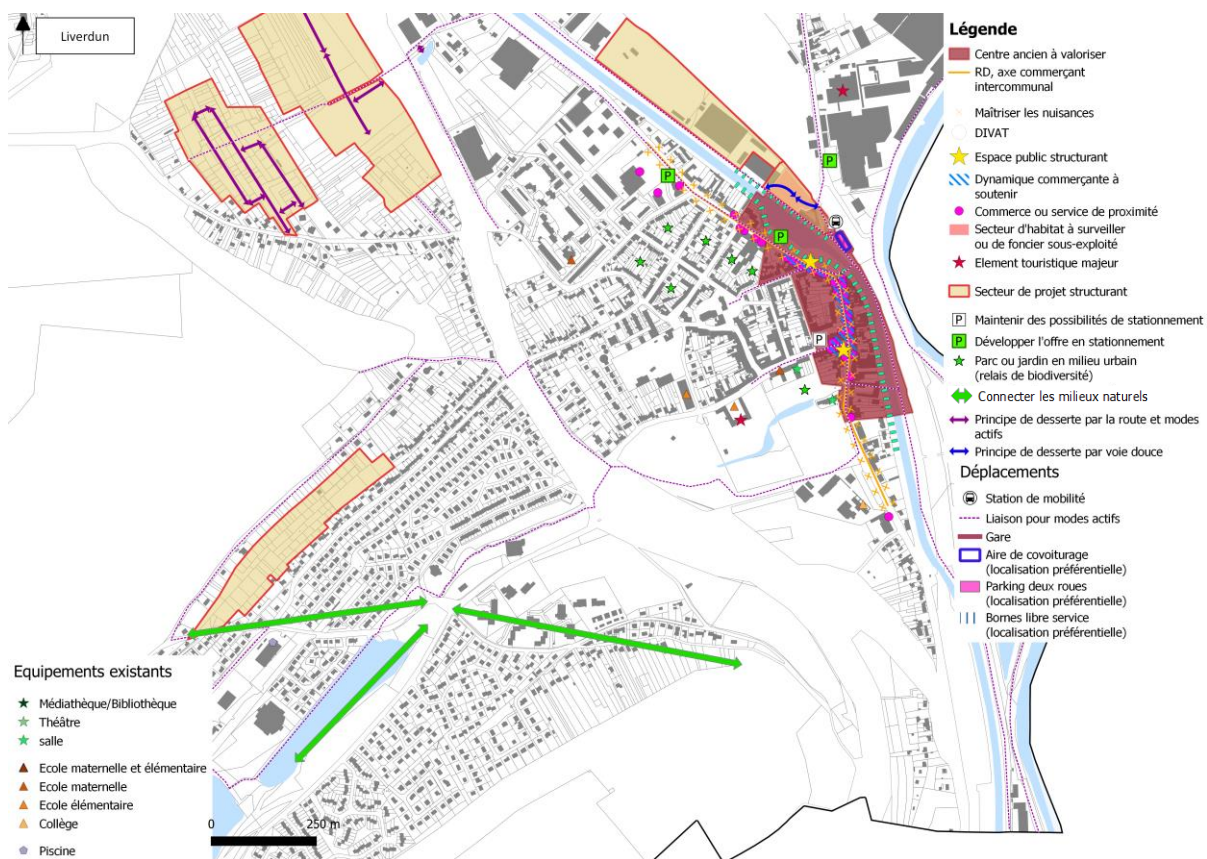 Liverdun
Légende
Centre ancien à valoriser
RD, axe commerçant
intercommunal
Maîtriser les nuisances
DIVAT
Espace public structurant
Dynamique commerçante à
soutenir
Commerce ou service de proximité
Secteur d'habitat à surveiller
ou de foncier sous-exploité
Element touristique majeur
Secteur de projet structurant
P Maintenir des possibilités de stationnement
P Développer l'offre en stationnement
Parc ou jardin en milieu urbain
(relais de biodiversité)
Connecter les milieux naturels
Principe de desserte par la route et modes
actifs
Principe de desserte par voie douce
Déplacements
Station de mobilité
Liaison pour modes actifs
Gare
Aire de covoiturage
(localisation préférentielle)
Parking deux roues
(localisation préférentielle)
Bornes libre service
(localisation préférentielle)
P
P
P
P
Equipements existants
Médiathèque/Bibliothèque
Théâtre
salle
Ecole maternelle et élémentaire
Ecole maternelle
Ecole élémentaire
Collège
Piscine
0 250 m